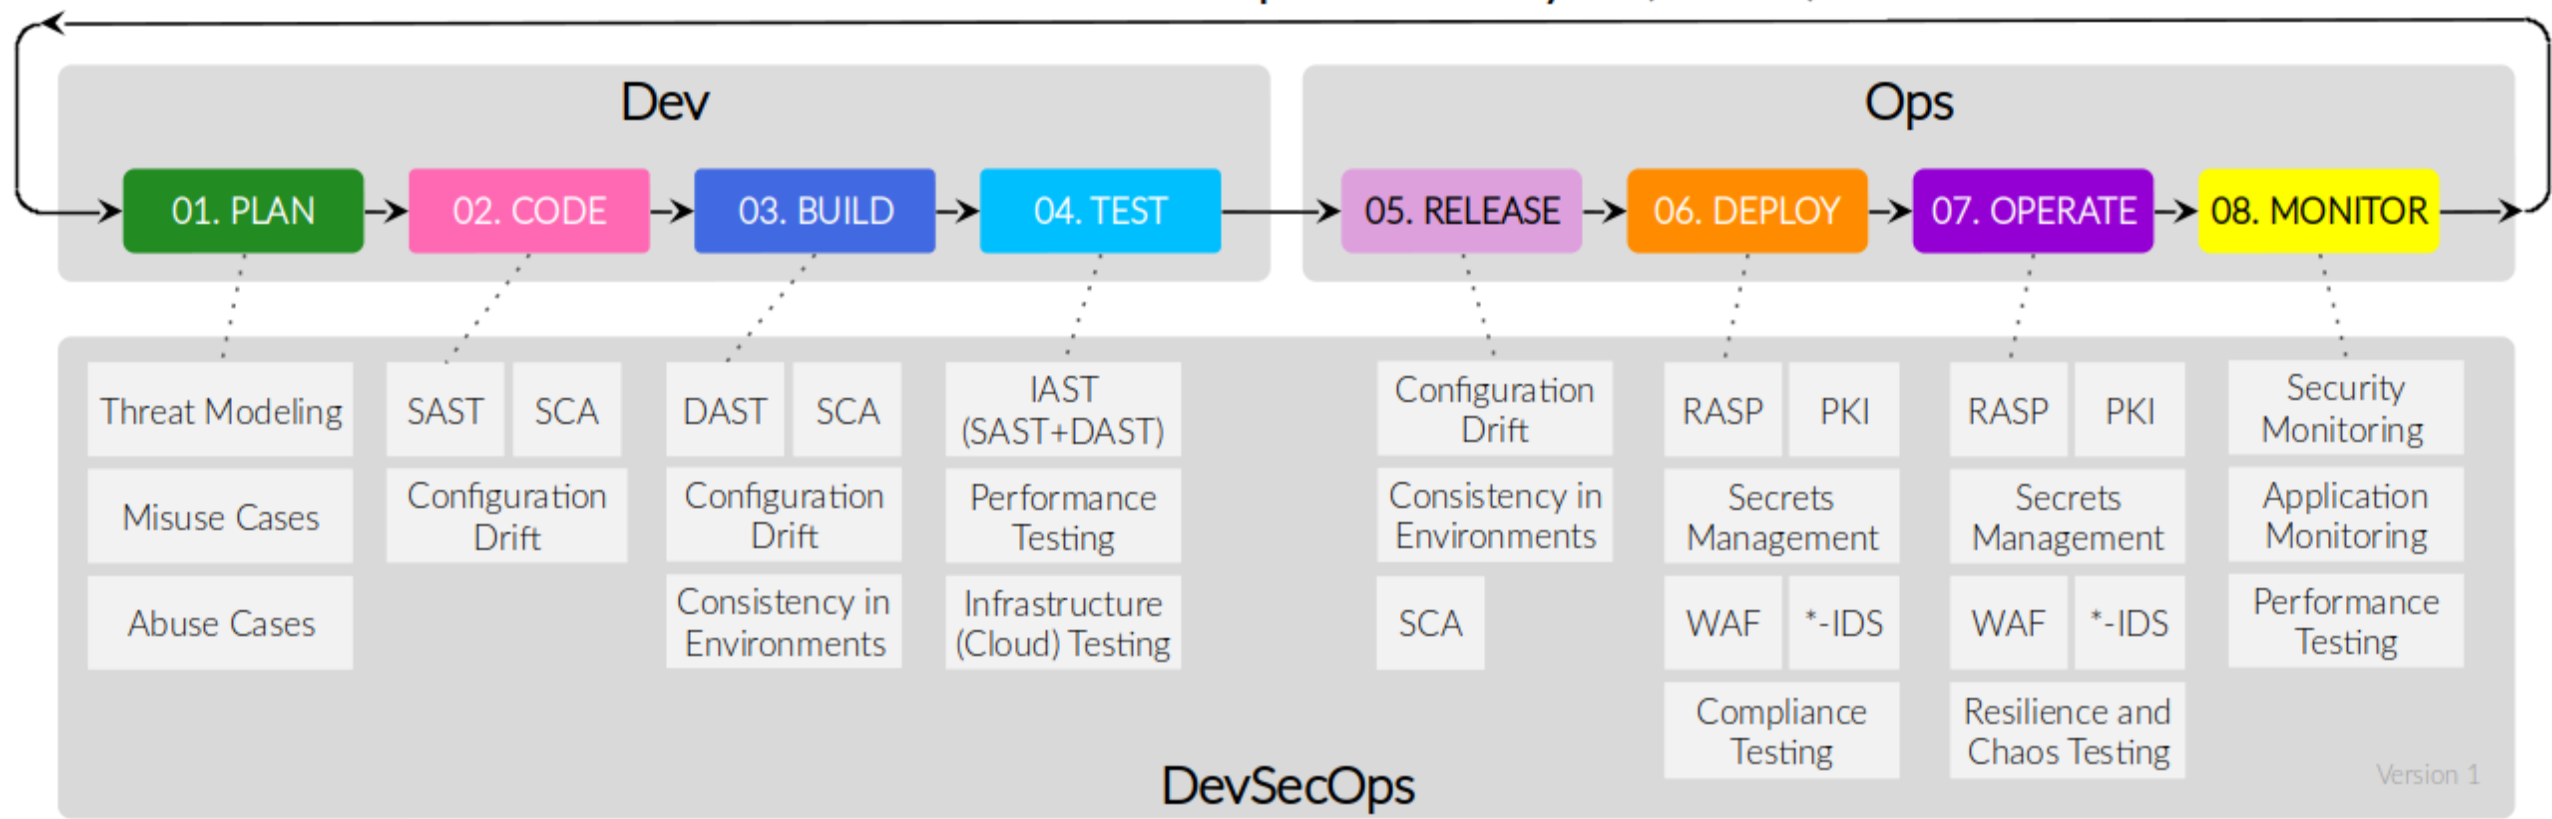 Dev
Ops
01. PLAN
02. CODE
03. BUILD
04. TEST
05. RELEASE
06. DEPLOY
07. OPERATE
08. MONITOR
Threat Modeling
Misuse Cases
Abuse Cases
SAST
SCA
Configuration
Drift
DAST
SCA
Configuration
Drift
Consistency in
Environments
IAST
(SAST+DAST)
Performance
Testing
Infrastructure
(Cloud) Testing
Configuration
Drift
Consistency in
Environments
SCA
RASP
PKI
Secrets
Management
WAF
*-IDS
Compliance
Testing
RASP
PKI
Secrets
Management
WAF
*-IDS
Resilience and
Chaos Testing
Security
Monitoring
Application
Monitoring
Performance
Testing
DevSecOps
Version 1